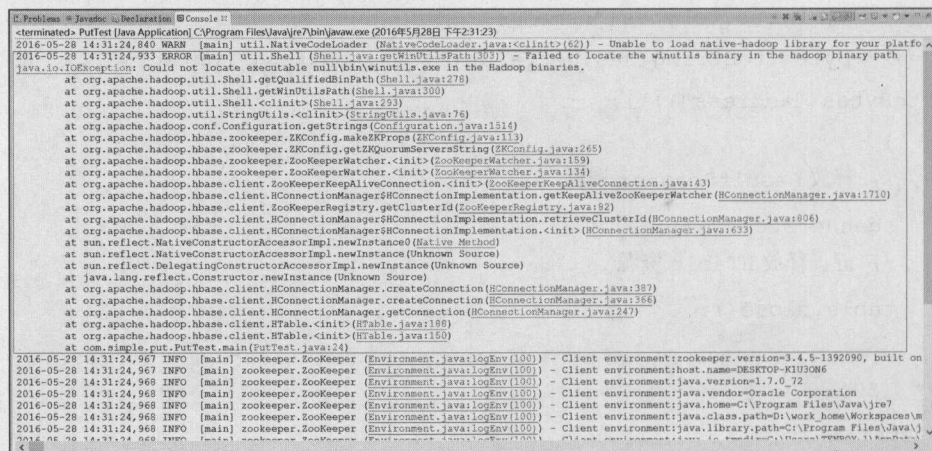 Problems @ Javadoc Declaration Console
<terminated> PutTest [Java Application] C:\Program Files\Java\jre7\bin\javaw.exe (2016年5月28日 下午2:31:23)
2016-05-28 14:31:24,840 WARN [main] util.NativeCodeLoader (NativeCodeLoader.java:<clinit>(62)) - Unable to load native-hadoop library for your platfo
2016-05-28 14:31:24,933 ERROR [main] util.Shell (Shell.java:getWinUtilsPath(303)) - Failed to locate the winutils binary in the hadoop binary path
java.io.IOException: Could not locate executable null\bin\winutils.exe in the Hadoop binaries.
at org.apache.hadoop.util.Shell.getQualifiedBinPath(Shell.java:278)
at org.apache.hadoop.util.Shell.getWinUtilsPath(Shell.java:300)
at org.apache.hadoop.util.Shell.<clinit>(Shell.java:293)
at org.apache.hadoop.util.StringUtils.<clinit>(StringUtils.java:76)
at org.apache.hadoop.conf.Configuration.getStrings(Configuration.java:1514)
at org.apache.hadoop.hbase.zookeeper.ZKConfig.makeZKProps(ZKConfig.java:113)
at org.apache.hadoop.hbase.zookeeper.ZKConfig.getZKQuorumServersString(ZKConfig.java:265)
at org.apache.hadoop.hbase.zookeeper.ZooKeeperWatcher.<init>(ZooKeeperWatcher.java:159)
at org.apache.hadoop.hbase.zookeeper.ZooKeeperWatcher.<init>(ZooKeeperWatcher.java:134)
at org.apache.hadoop.hbase.client.ZooKeeperKeepAliveConnection.<init>(ZooKeeperKeepAliveConnection.java:43)
at org.apache.hadoop.hbase.client.HConnectionManager$HConnectionImplementation.getKeepAliveZooKeeperWatcher(HConnectionManager.java:1710)
at org.apache.hadoop.hbase.client.ZooKeeperRegistry.getClusterId(ZooKeeperRegistry.java:82)
at org.apache.hadoop.hbase.client.HConnectionManager$HConnectionImplementation.retrieveClusterId(HConnectionManager.java:806)
at org.apache.hadoop.hbase.client.HConnectionManager$HConnectionImplementation.<init>(HConnectionManager.java:633)
at sun.reflect.NativeConstructorAccessorImpl.newInstance0(Native Method)
at sun.reflect.NativeConstructorAccessorImpl.newInstance(Unknown Source)
at sun.reflect.DelegatingConstructorAccessorImpl.newInstance(Unknown Source)
at java.lang.reflect.Constructor.newInstance(Unknown Source)
at org.apache.hadoop.hbase.client.HConnectionManager.createConnection(HConnectionManager.java:387)
at org.apache.hadoop.hbase.client.HConnectionManager.createConnection(HConnectionManager.java:366)
at org.apache.hadoop.hbase.client.HConnectionManager.getConnection(HConnectionManager.java:247)
at org.apache.hadoop.hbase.client.HTable.<init>(HTable.java:188)
at org.apache.hadoop.hbase.client.HTable.<init>(HTable.java:150)
at com.simple.put.PutTest.main(PutTest.java:24)
2016-05-28 14:31:24,967 INFO [main] zookeeper.ZooKeeper (Environment.java:logEnv(100)) - Client environment:zookeeper.version=3.4.5-1392090, built on
2016-05-28 14:31:24,967 INFO [main] zookeeper.ZooKeeper (Environment.java:logEnv(100)) - Client environment:host.name=DESKTOP-K1U3ON6
2016-05-28 14:31:24,967 INFO [main] zookeeper.ZooKeeper (Environment.java:logEnv(100)) - Client environment:java.version=1.7.0_72
2016-05-28 14:31:24,968 INFO [main] zookeeper.ZooKeeper (Environment.java:logEnv(100)) - Client environment:java.vendor=Oracle Corporation
2016-05-28 14:31:24,968 INFO [main] zookeeper.ZooKeeper (Environment.java:logEnv(100)) - Client environment:java.home=C:\Program Files\Java\jre7
2016-05-28 14:31:24,968 INFO [main] zookeeper.ZooKeeper (Environment.java:logEnv(100)) - Client environment:java.class.path=D:\work_home\Workspaces\m
2016-05-28 14:31:24,968 INFO [main] zookeeper.ZooKeeper (Environment.java:logEnv(100)) - Client environment:java.library.path=C:\Program Files\Java\j